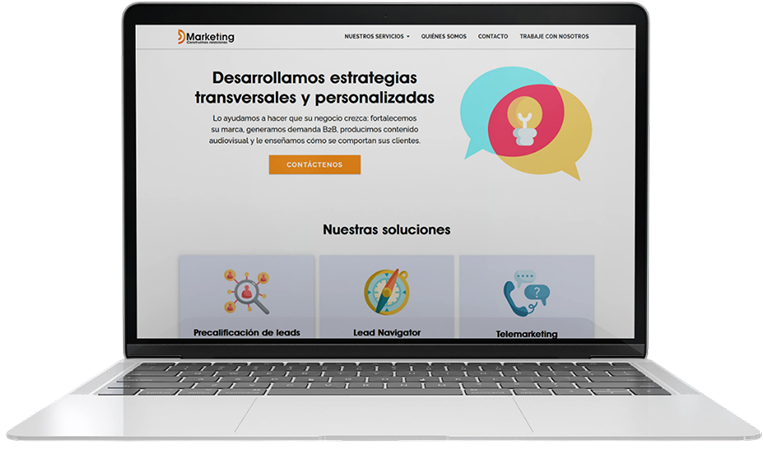 Marketing
Construimos soluciones
NUESTROS SERVICIOS
QUIÉNES SOMOS
CONTACTO
TRABAJE CON NOSOTROS
Desarrollamos estrategias
transversales y personalizadas
Lo ayudamos a hacer que su negocio crezca: fortalecemos
su marca, generamos demanda B2B, producimos contenido
audiovisual y le enseñamos cómo se comportan sus clientes.
CONTÁCTENOS
Nuestras soluciones
?
Precalificación de leads
Lead Navigator
Telemarketing